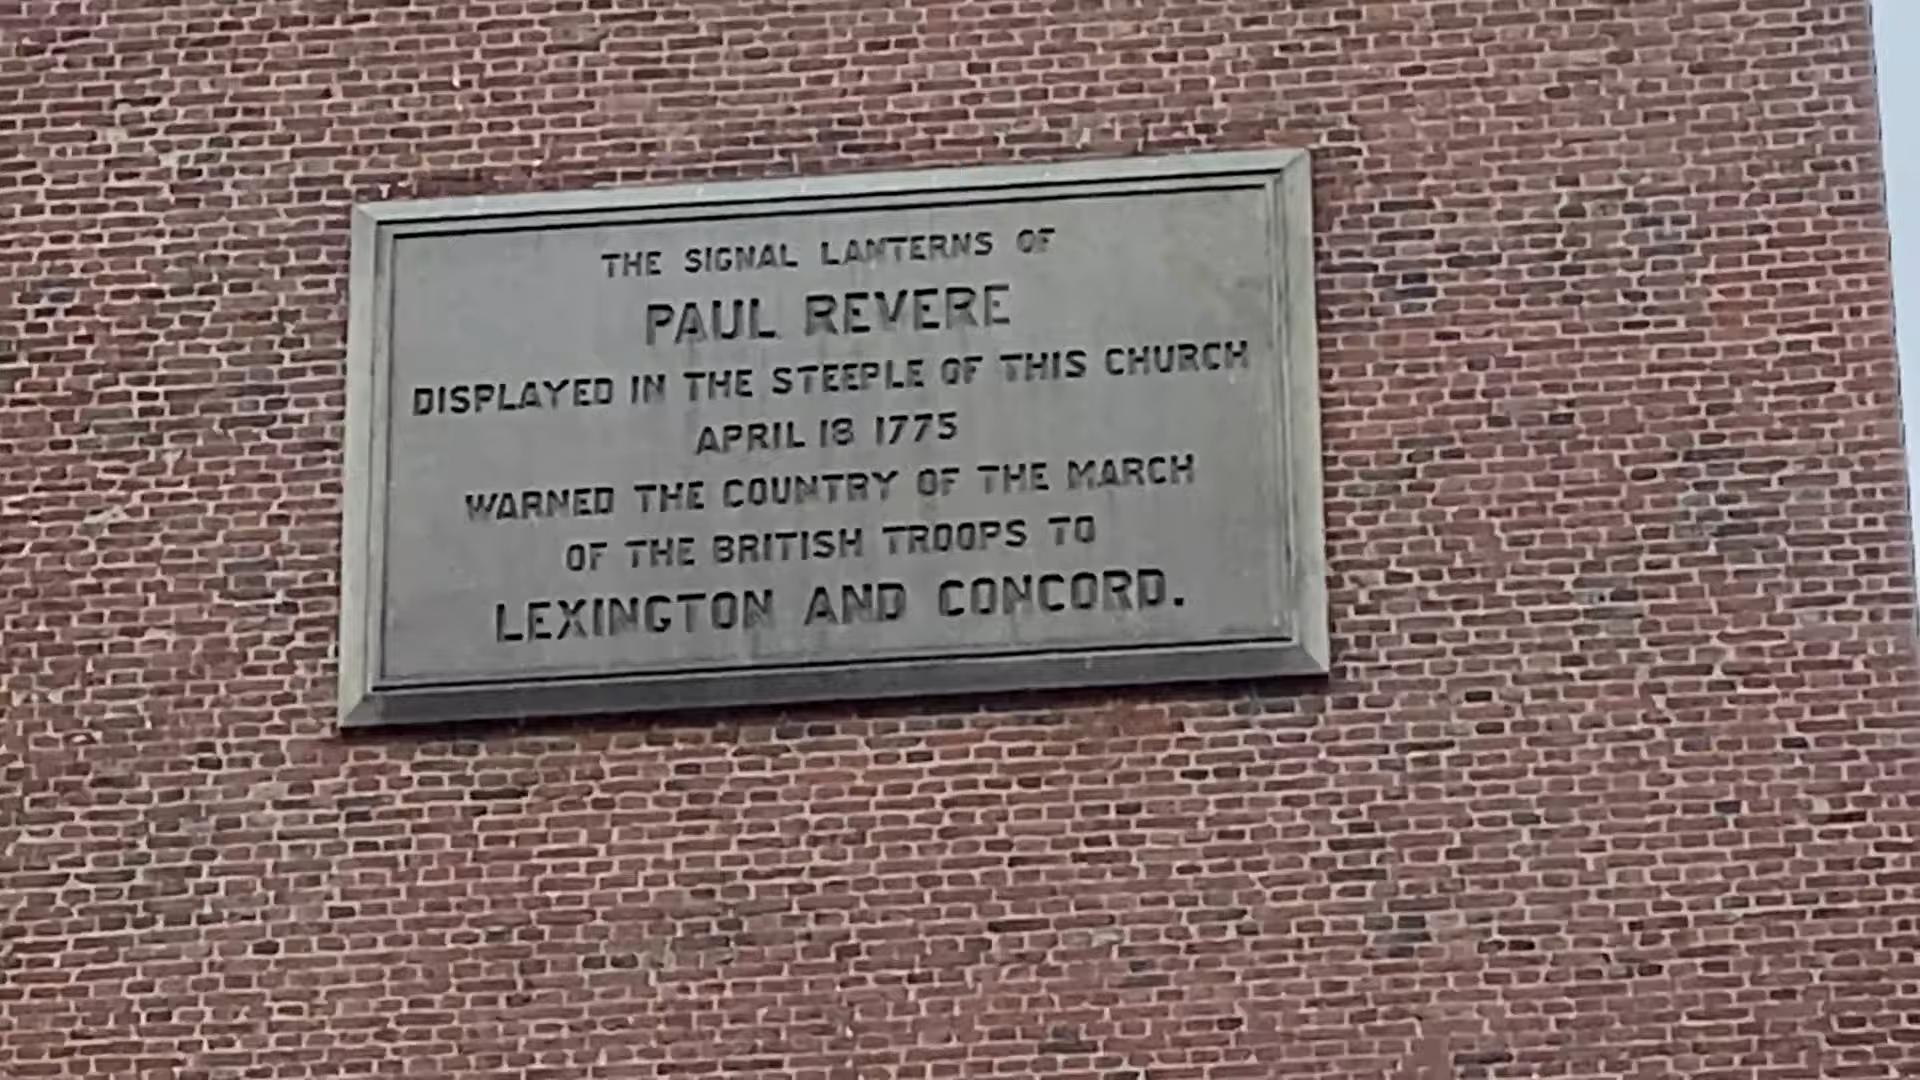 THE SIGNAL LANTERNS OF
PAUL REVERE
DISPLAYED IN THE STEEPLE OF THIS CHURCH
APRIL 18 1775
WARNED THE COUNTRY OF THE MARCH
OF THE BRITISH TROOPS TO
LEXINGTON AND CONCORD.